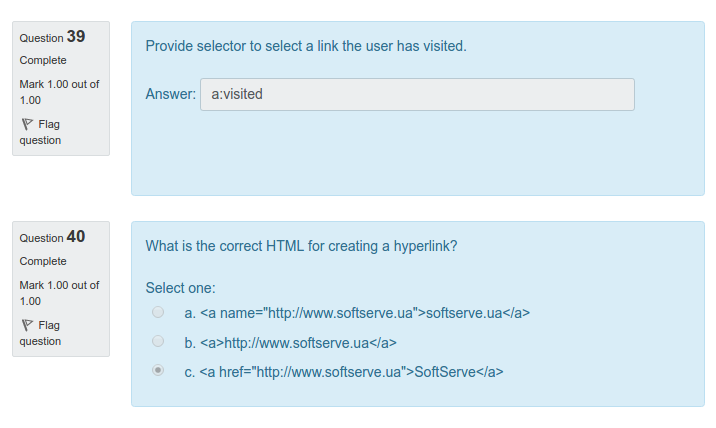 Question 39
Complete
Mark 1.00 out of
1.00
Flag
question
Provide selector to select a link the user has visited.
Answer: a:visited
Question 40
Complete
Mark 1.00 out of
1.00
Flag
question
What is the correct HTML for creating a hyperlink?
Select one:
a. <a name="http://www.softserve.ua">softserve.ua</a>
b. <a>http://www.softserve.ua</a>
c. <a href="http://www.softserve.ua">SoftServe</a>